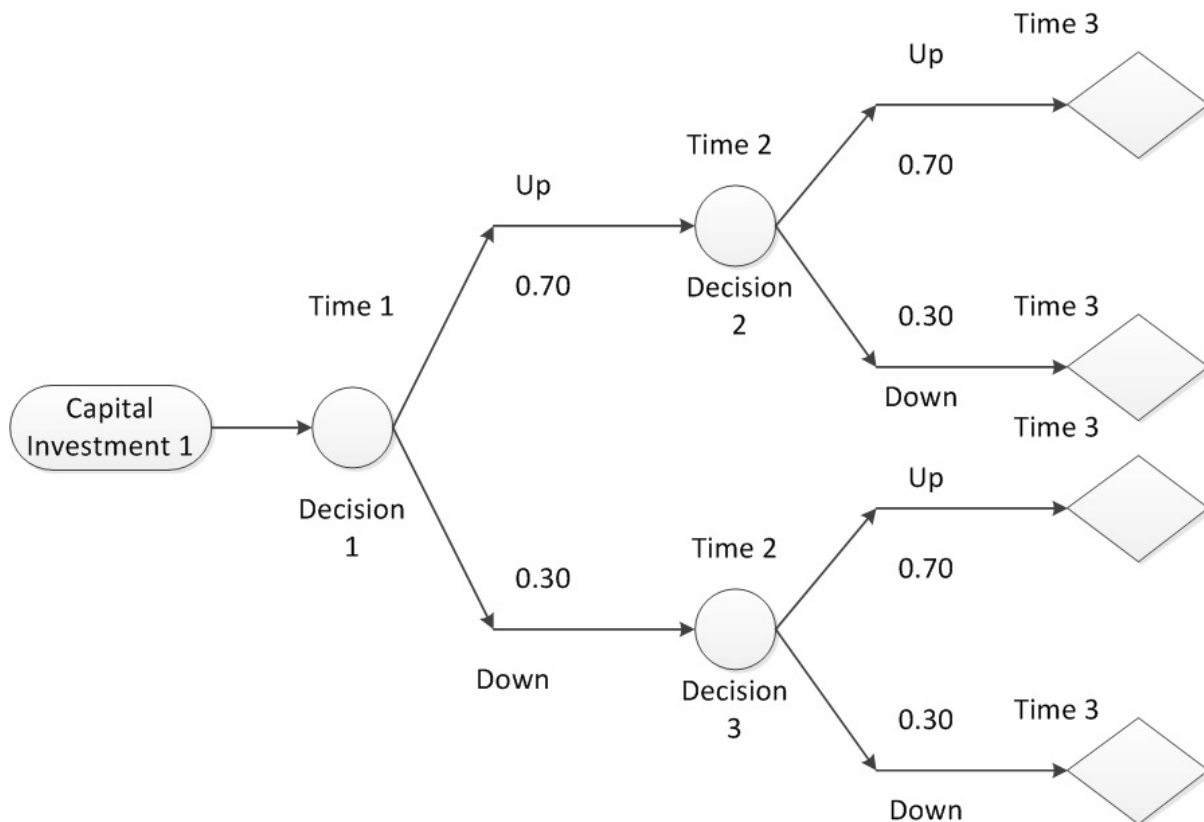 Time 3
Up
0.70
Time 2
Up
0.70
Decision
2
Time 1
0.30
Time 3
Down
Capital
Investment 1
Time 3
Up
Decision
1
0.30
Time 2
0.70
Down
Decision
3
0.30
Time 3
Down